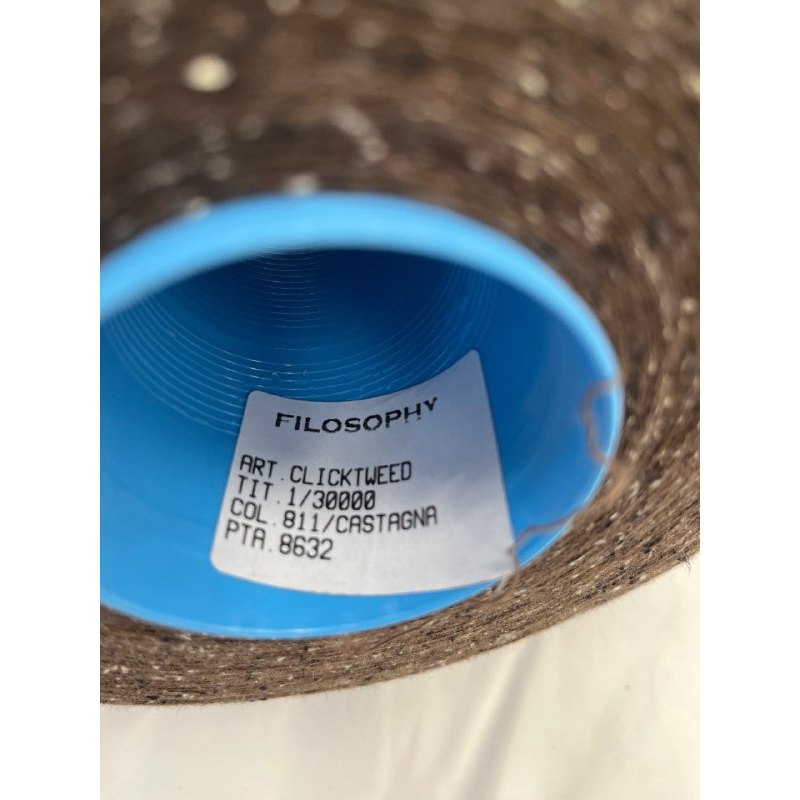 FILOSOPHY
ART.CLICKTWEED
TIT.1/30000
COL.811/CASTAGNA
PTA.8632